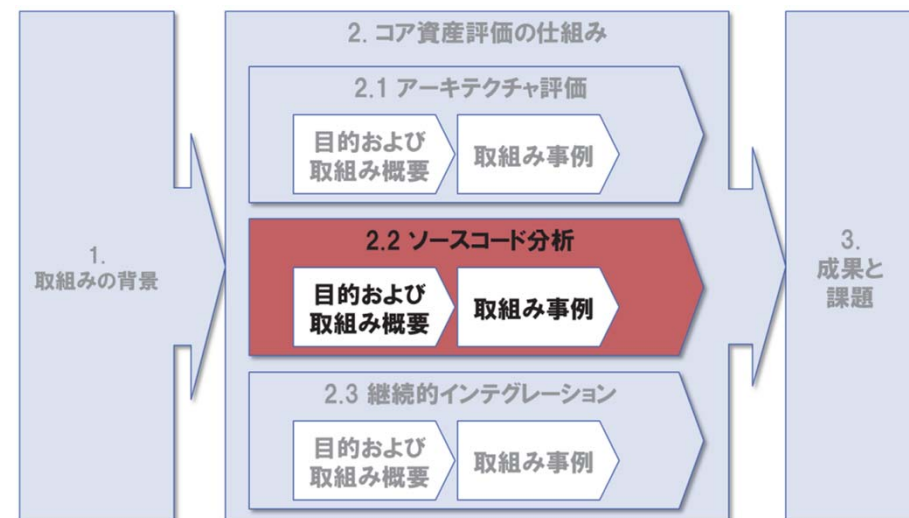 1.
取組みの背景
2. コア資産評価の仕組み
2.1 アーキテクチャ評価
目的および
取組み概要
取組み事例
2.2 ソースコード分析
目的および
取組み概要
取組み事例
2.3 継続的インテグレーション
目的および
取組み概要
取組み事例
3.
成果と
課題